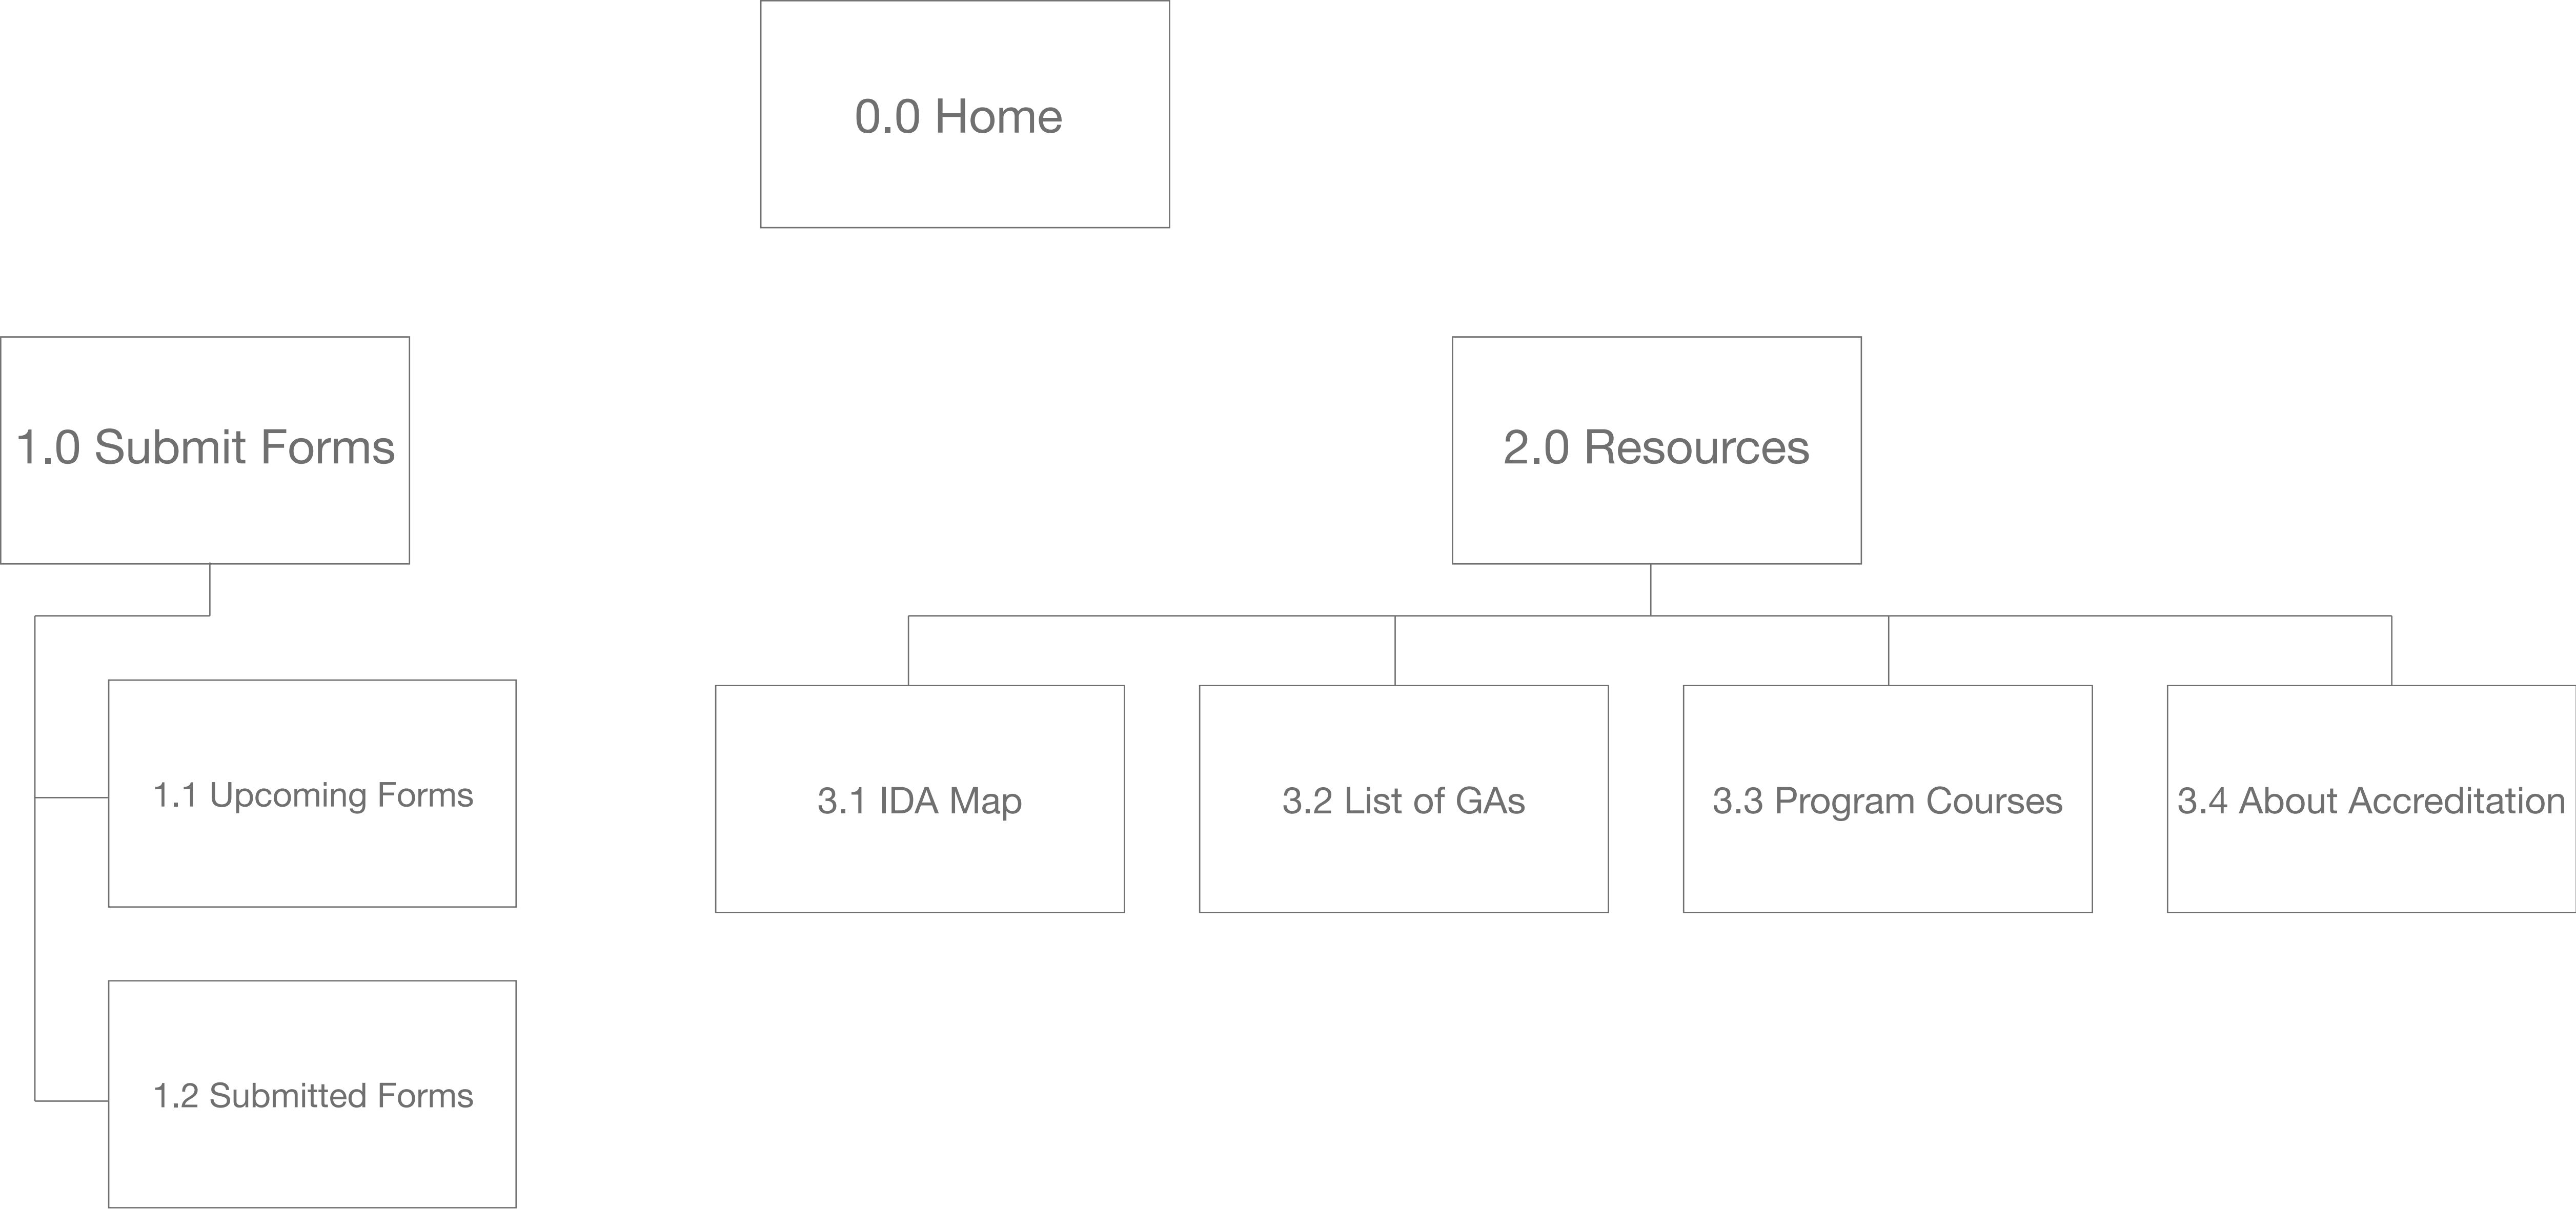 0.0 Home
1.0 Submit Forms
2.0 Resources
1.1 Upcoming Forms
3.1 IDA Map
3.2 List of GAs
3.3 Program Courses
3.4 About Accreditation
1.2 Submitted Forms